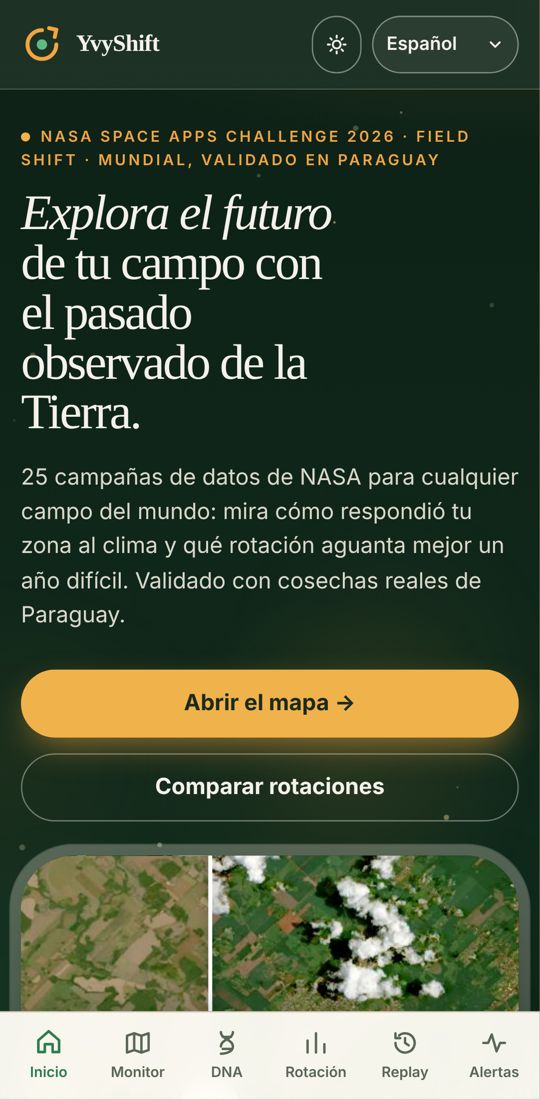 YvyShift
Español
NASA SPACE APPS CHALLENGE 2026 · FIELD
SHIFT · MUNDIAL, VALIDADO EN PARAGUAY
Explora el futuro
de tu campo con
el pasado
observado de la
Tierra.
25 campañas de datos de NASA para cualquier
campo del mundo: mira cómo respondió tu
zona al clima y qué rotación aguanta mejor un
año difícil. Validado con cosechas reales de
Paraguay.
Abrir el mapa →
Comparar rotaciones
Inicio
Monitor
DNA
Rotación
Replay
Alertas